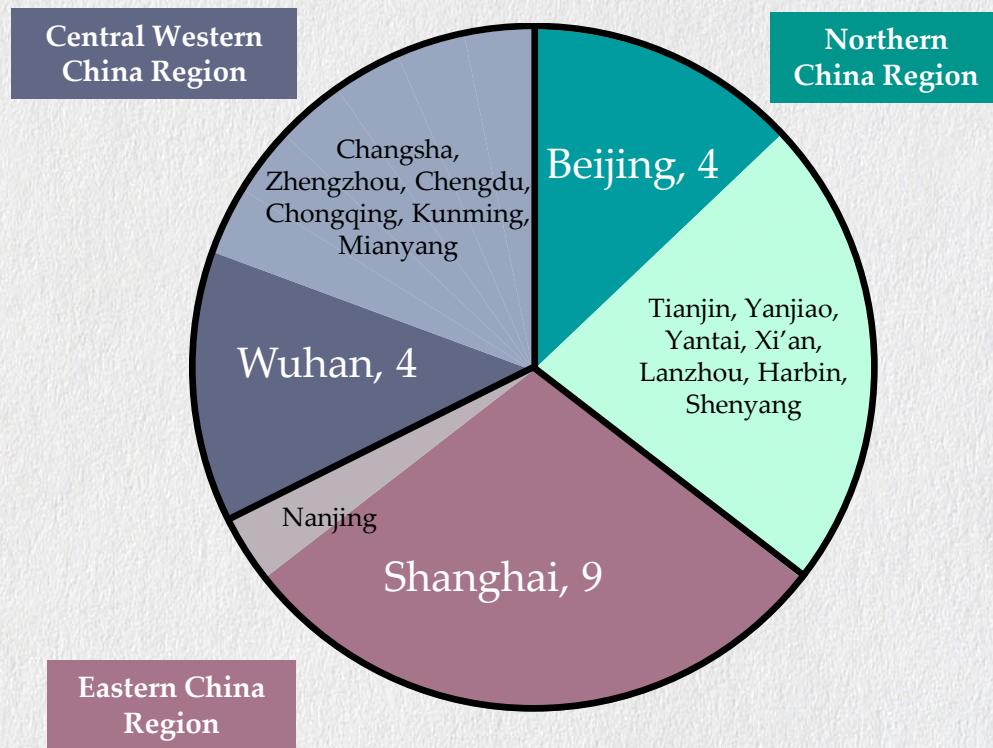 Central Western
China Region
Northern
China Region
Changsha,
Zhengzhou, Chengdu,
Chongqing, Kunming,
Mianyang
Beijing, 4
Tianjin, Yanjiao,
Yantai, Xi’an,
Lanzhou, Harbin,
Shenyang
Wuhan, 4
Nanjing
Shanghai, 9
Eastern China
Region